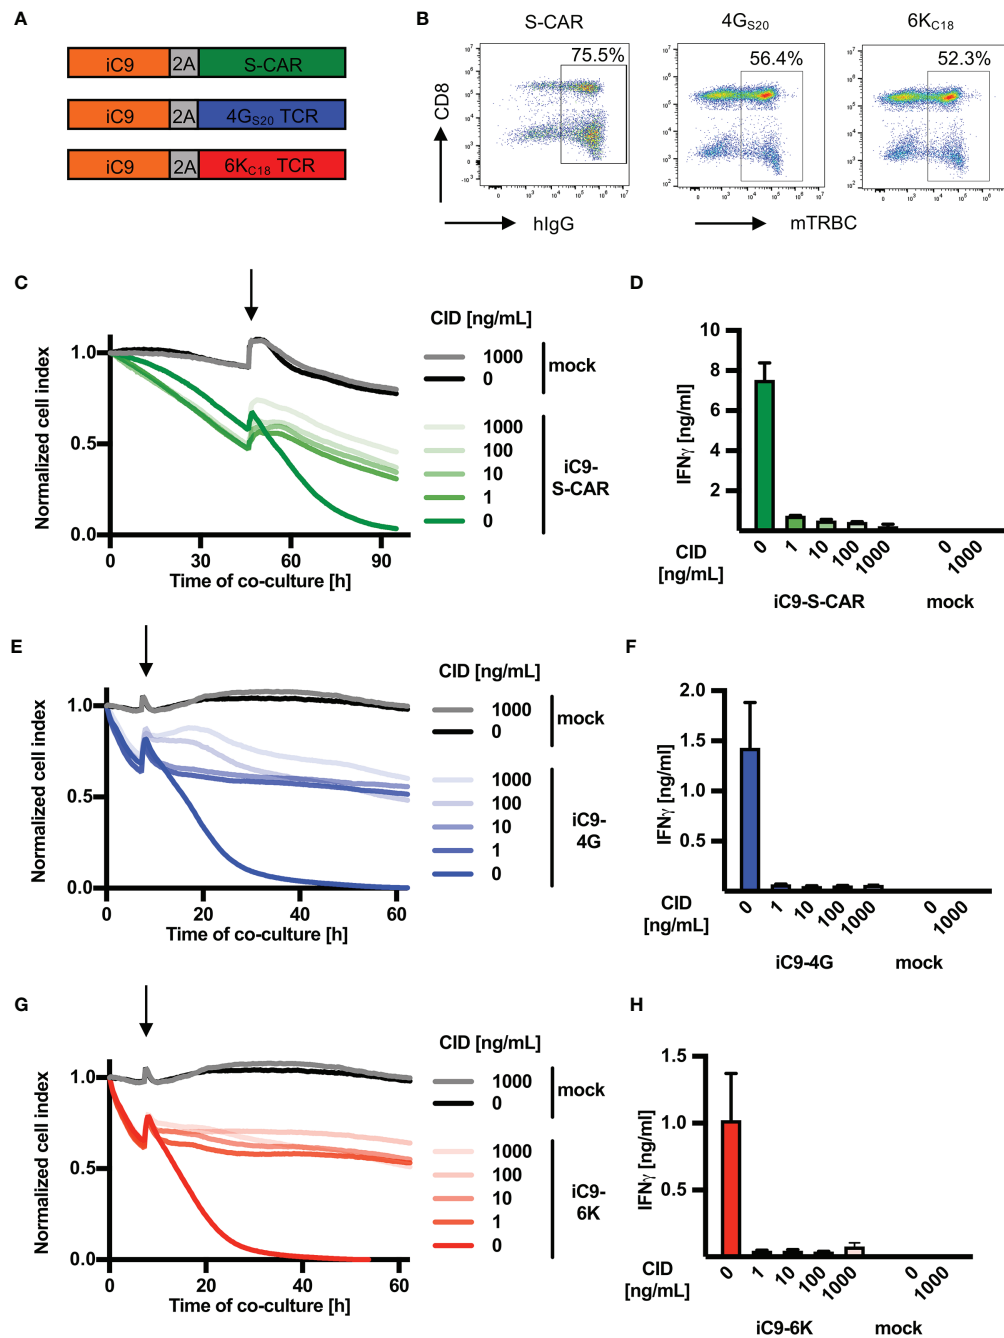 A
iC9 2A S-CAR
iC9 2A 4G_S20 TCR
iC9 2A 6K_C18 TCR
B
S-CAR 4G_S20 6K_C18
75.5% 56.4% 52.3%
CD8
hIgG mTRBC
C
Normalized cell index
1.0
0.5
0.0
0 30 60 90
Time of co-culture [h]
CID [ng/mL]
1000
0
mock
1000
100
10
1
0
iC9-
S-CAR
D
IFNγ [ng/ml]
10
8
6
4
2
CID
[ng/mL]
0 1 10 100 1000 0 1000
iC9-S-CAR mock
E
Normalized cell index
1.0
0.5
0.0
0 20 40 60
Time of co-culture [h]
CID [ng/mL]
1000
0
mock
1000
100
10
1
0
iC9-
4G
F
IFNγ [ng/ml]
2.0
1.5
1.0
0.5
CID
[ng/mL]
0 1 10 100 1000 0 1000
iC9-4G mock
G
Normalized cell index
1.0
0.5
0.0
0 20 40 60
Time of co-culture [h]
CID [ng/mL]
1000
0
mock
1000
100
10
1
0
iC9-
6K
H
IFNγ [ng/ml]
1.5
1.0
0.5
CID
[ng/mL]
0 1 10 100 1000 0 1000
iC9-6K mock